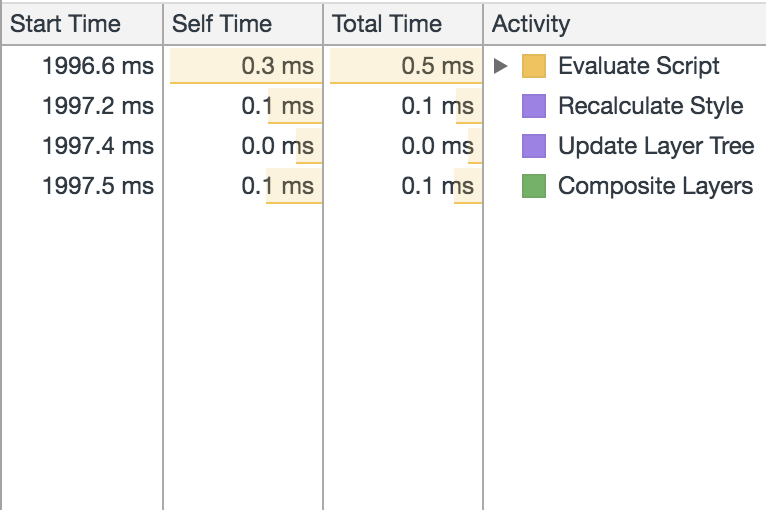 Start Time Self Time Total Time Activity
1996.6 ms 0.3 ms 0.5 ms Evaluate Script
1997.2 ms 0.1 ms 0.1 ms Recalculate Style
1997.4 ms 0.0 ms 0.0 ms Update Layer Tree
1997.5 ms 0.1 ms 0.1 ms Composite Layers